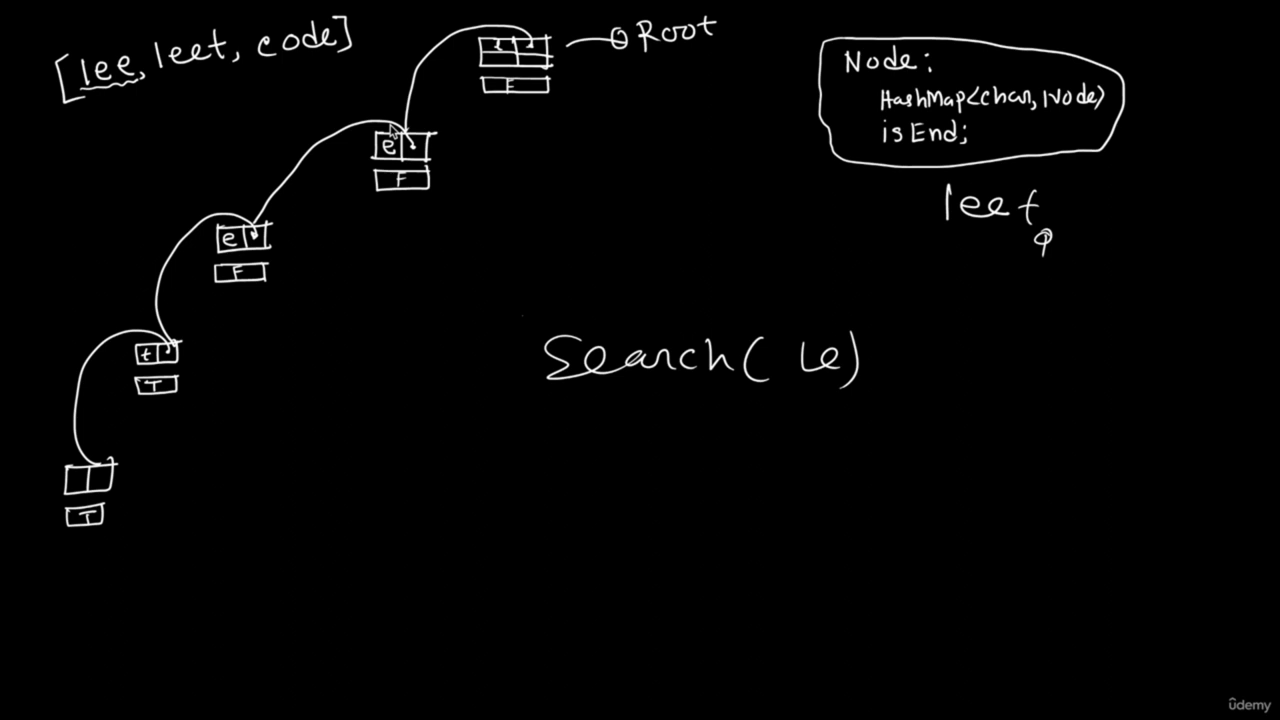 [lee, leet, code]
Root
l
F
Node:
HashMap<char, Node>
isEnd;
e
F
leet
e
F
Search( le)
t
T
T
ûdemy